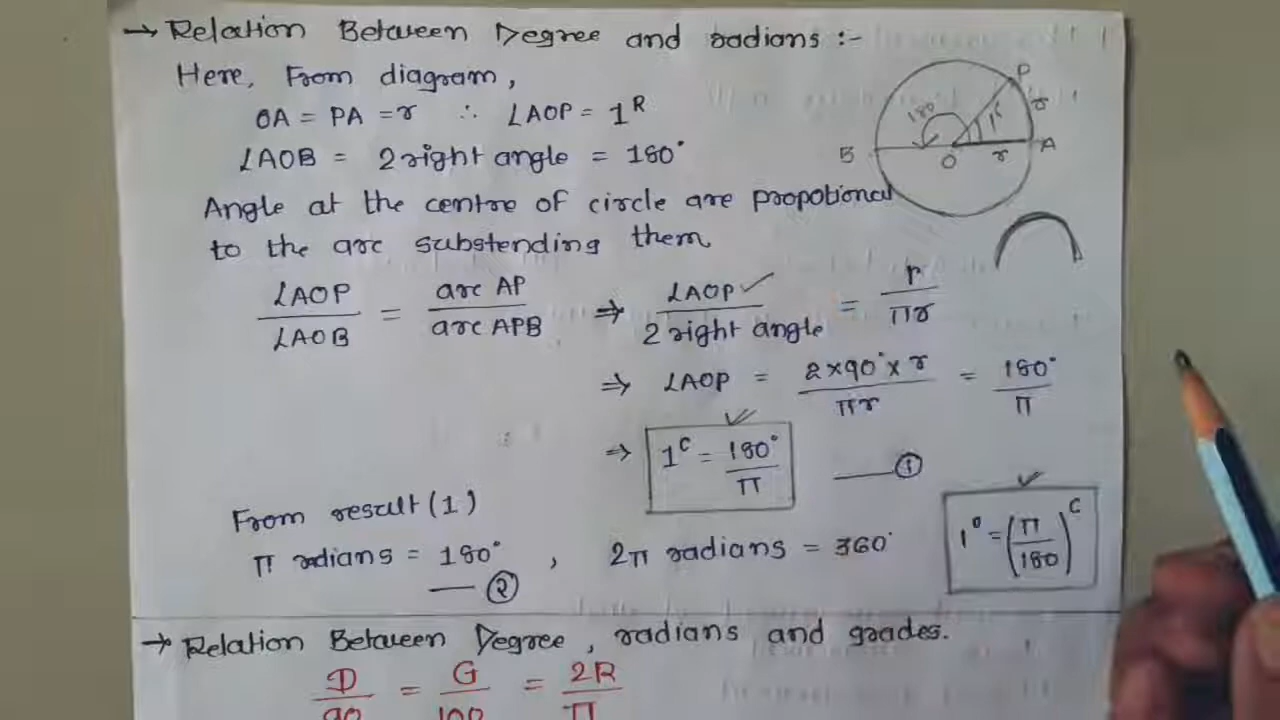 → Relation Between Degree and radians :-
Here, From diagram,
OA = PA = r ∴ ∠AOP = 1ᴿ
∠AOB = 2 right angle = 180°
Angle at the centre of circle are propotional
to the arc substending them
∠AOP / ∠AOB = arc AP / arc APB ⇒ ∠AOP ✓ / 2 right angle = r / πr
⇒ ∠AOP = 2×90°×r / πr = 180° / π
⇒ 1ᶜ = 180° / π —— ①
From result (1)
π radians = 180° , 2π radians = 360°
—— ②
1° = (π / 180)ᶜ
→ Relation Between Degree, radians and grades.
D / 90 = G / 100 = 2R / π
P
r
1ᶜ
180
B
O
r
A